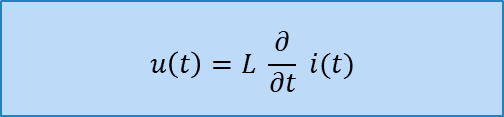 u(t) = L ∂/∂t i(t)